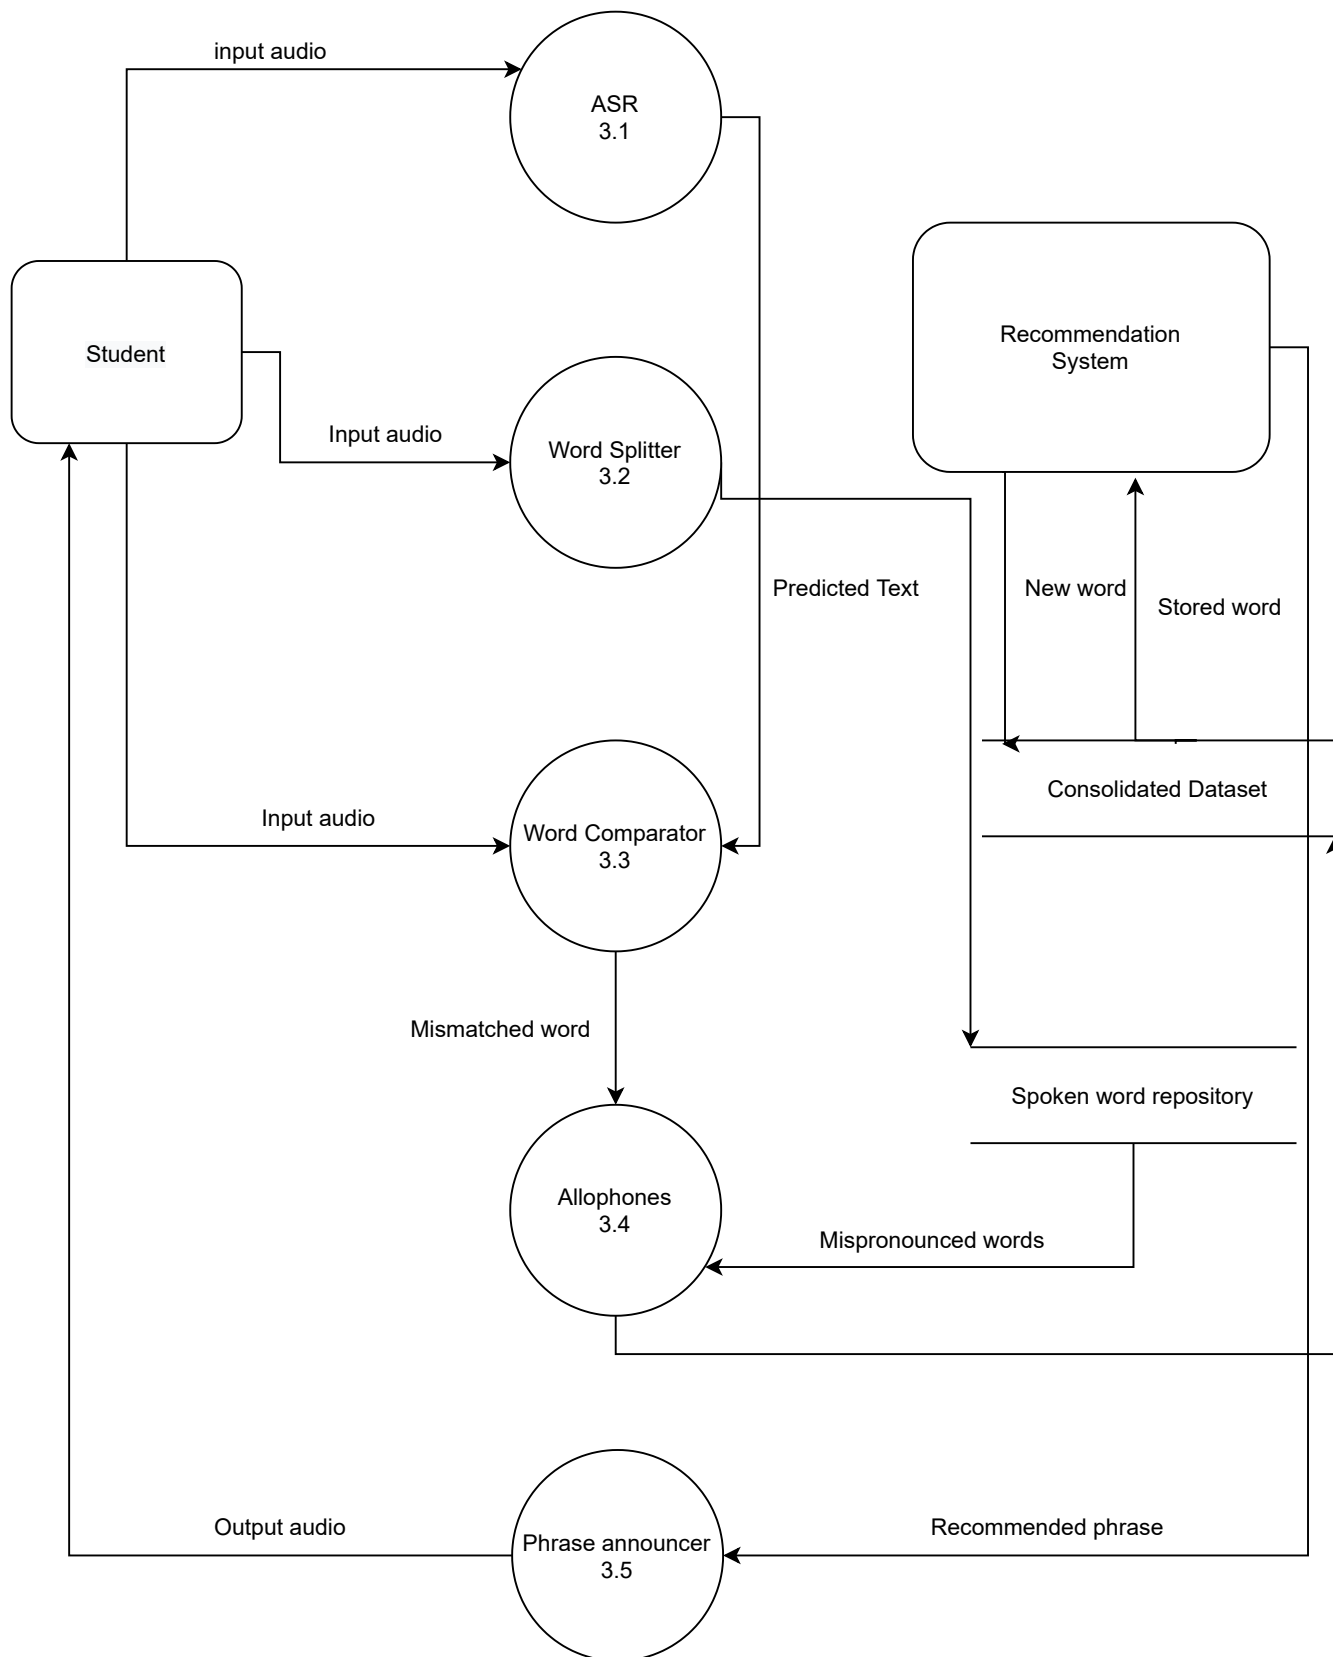 input audio
ASR
3.1
Student
Recommendation
System
Input audio
Word Splitter
3.2
Predicted Text
New word
Stored word
Consolidated Dataset
Input audio
Word Comparator
3.3
Mismatched word
Spoken word repository
Allophones
3.4
Mispronounced words
Output audio
Phrase announcer
3.5
Recommended phrase